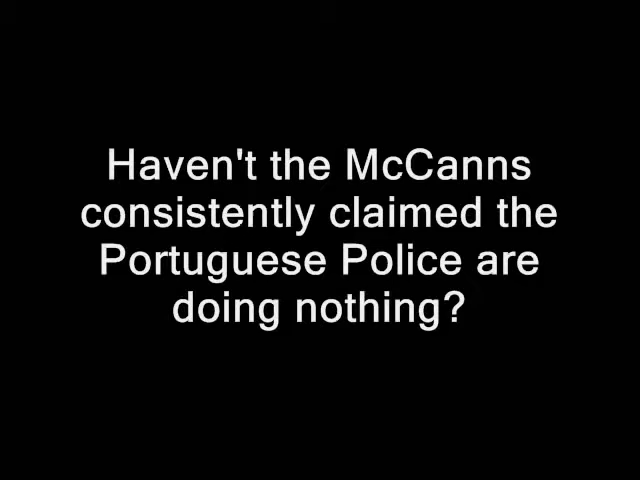 Haven't the McCanns
consistently claimed the
Portuguese Police are
doing nothing?